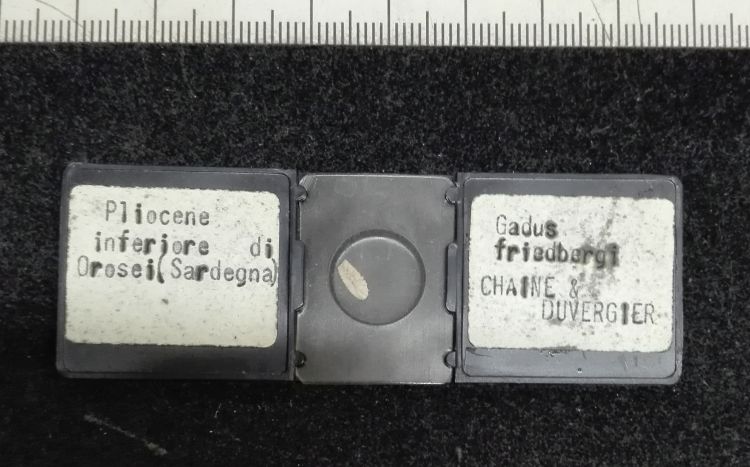 Pliocene
inferiore di
Orosei(Sardegna)
Gadus
friedbergi
CHAINE &
DUVERGIER